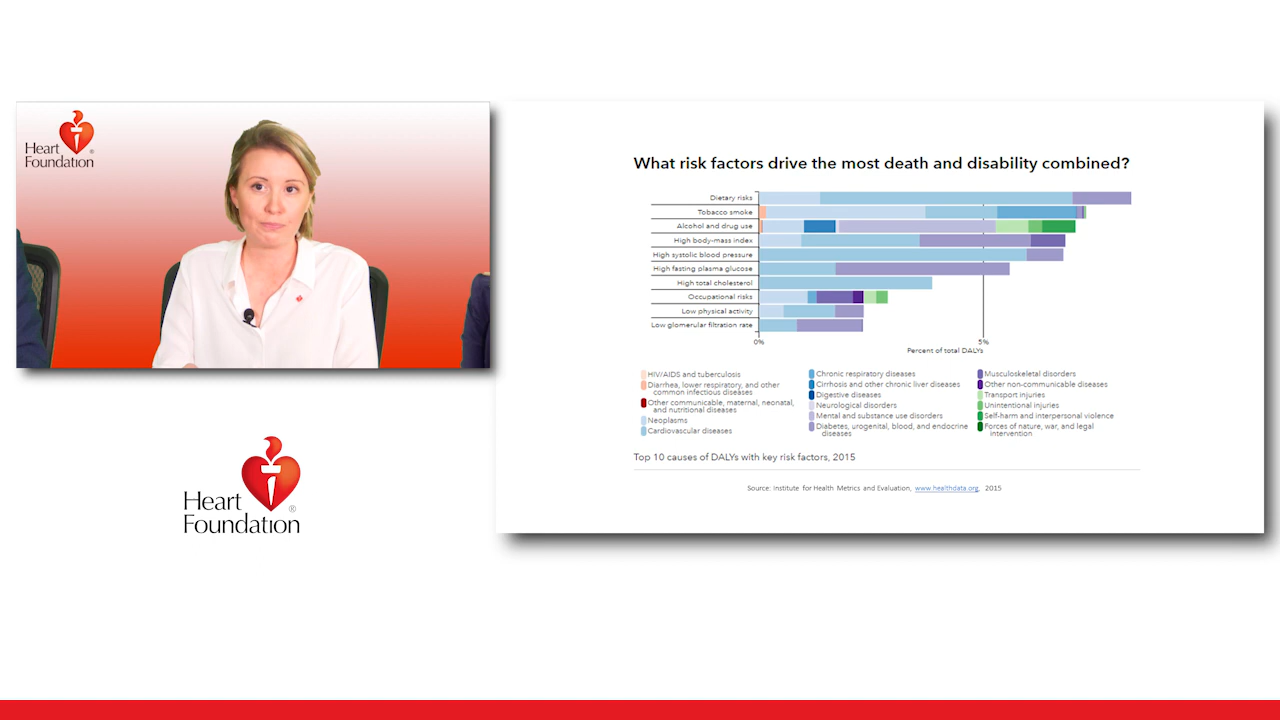 Heart
Foundation
®
What risk factors drive the most death and disability combined?
Dietary risks
Tobacco smoke
Alcohol and drug use
High body-mass index
High systolic blood pressure
High fasting plasma glucose
High total cholesterol
Occupational risks
Low physical activity
Low glomerular filtration rate
0%
5%
Percent of total DALYs
HIV/AIDS and tuberculosis
Diarrhea, lower respiratory, and other
common infectious diseases
Other communicable, maternal, neonatal,
and nutritional diseases
Neoplasms
Cardiovascular diseases
Chronic respiratory diseases
Cirrhosis and other chronic liver diseases
Digestive diseases
Neurological disorders
Mental and substance use disorders
Diabetes, urogenital, blood, and endocrine
diseases
Musculoskeletal disorders
Other non-communicable diseases
Transport injuries
Unintentional injuries
Self-harm and interpersonal violence
Forces of nature, war, and legal
intervention
Top 10 causes of DALYs with key risk factors, 2015
Source: Institute for Health Metrics and Evaluation, www.healthdata.org, 2015
Heart
Foundation
®